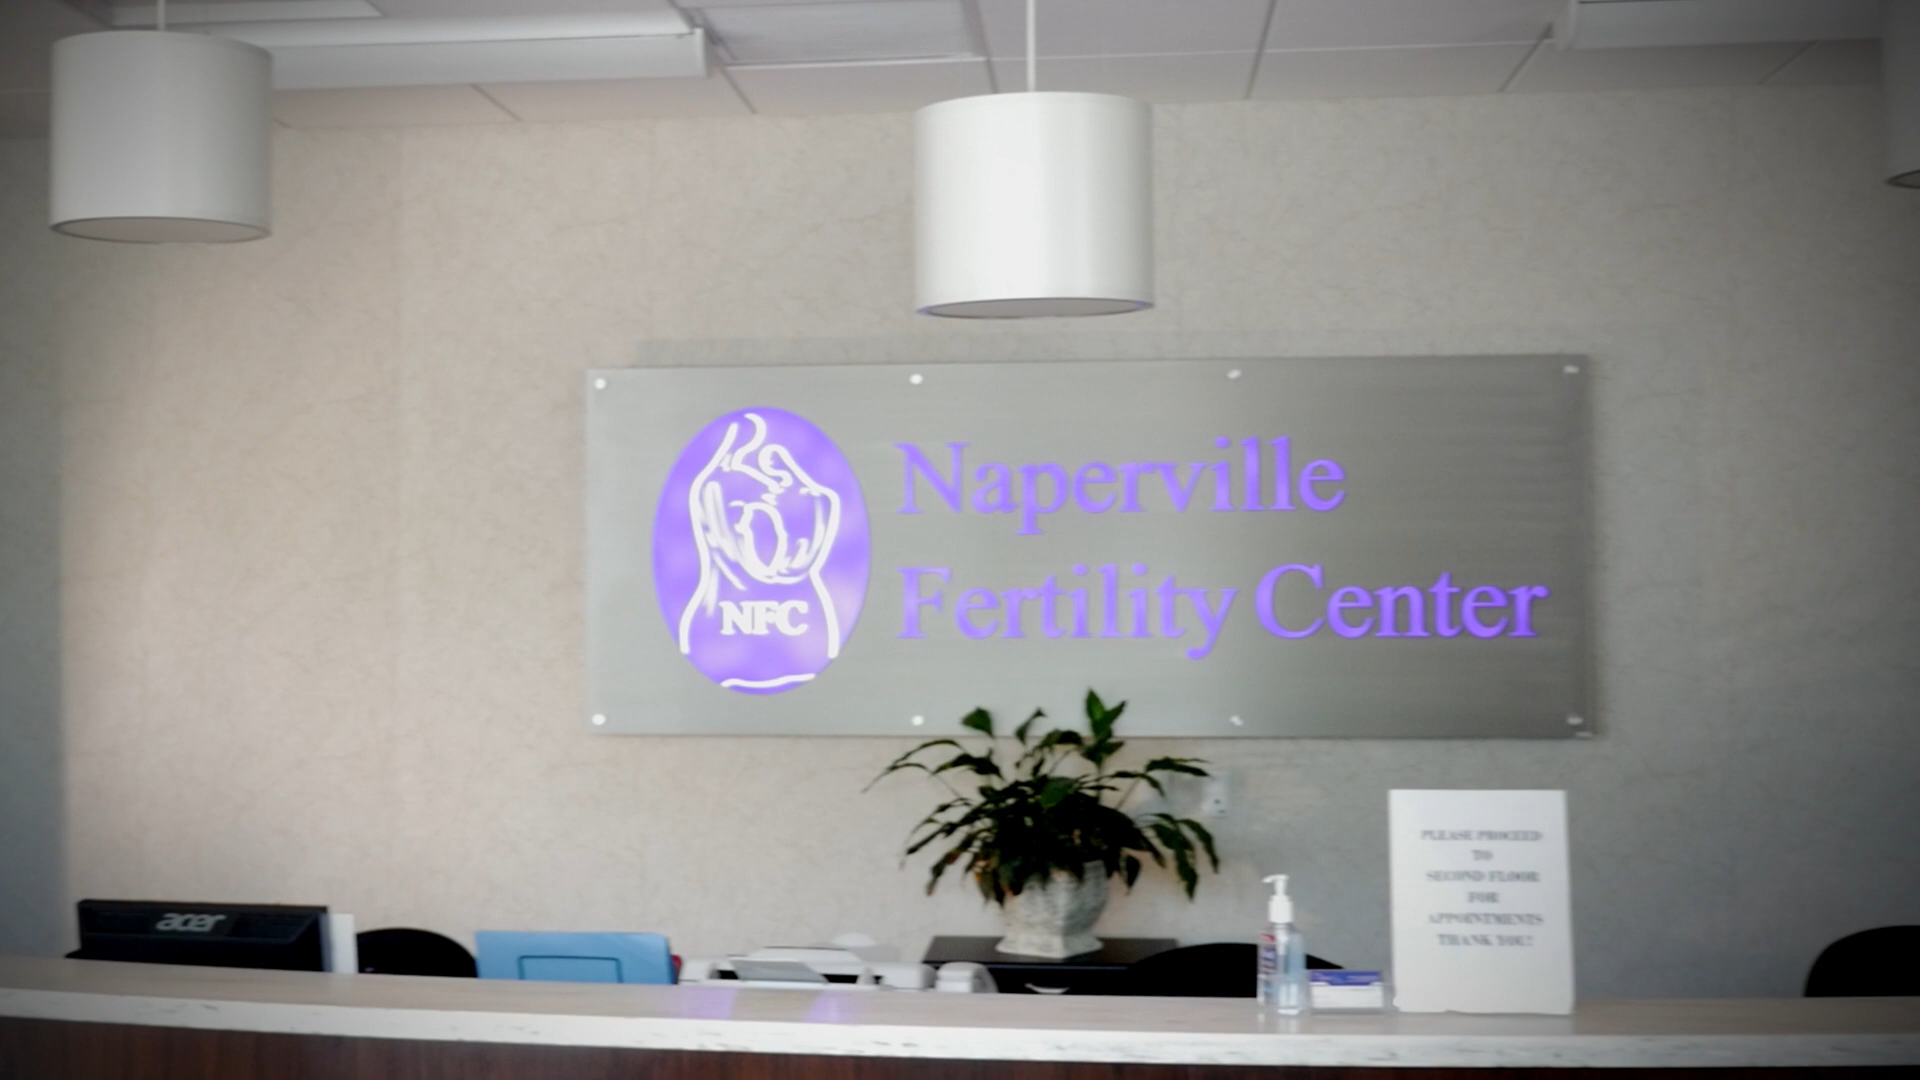 Naperville
Fertility Center
NFC
PLEASE PROCEED
TO
SECOND FLOOR
FOR
APPOINTMENTS
THANK YOU!
acer